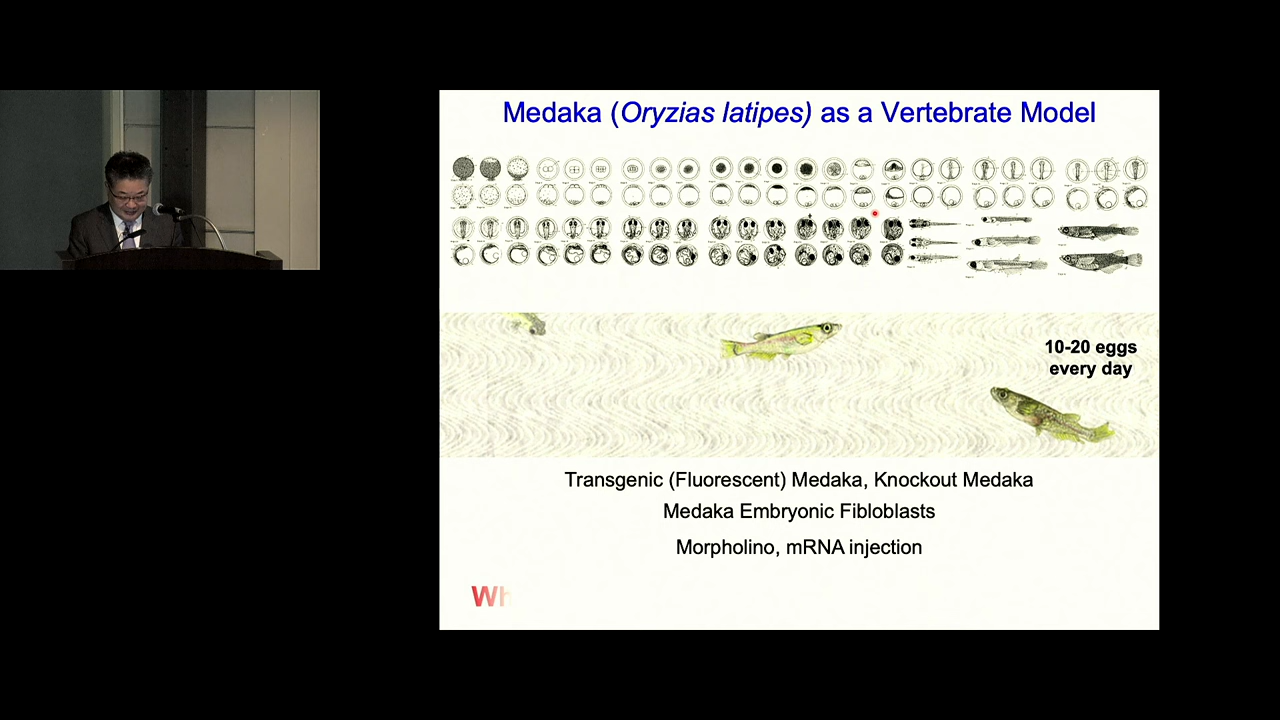 Medaka (Oryzias latipes) as a Vertebrate Model
10-20 eggs
every day
Transgenic (Fluorescent) Medaka, Knockout Medaka
Medaka Embryonic Fibloblasts
Morpholino, mRNA injection
Wh